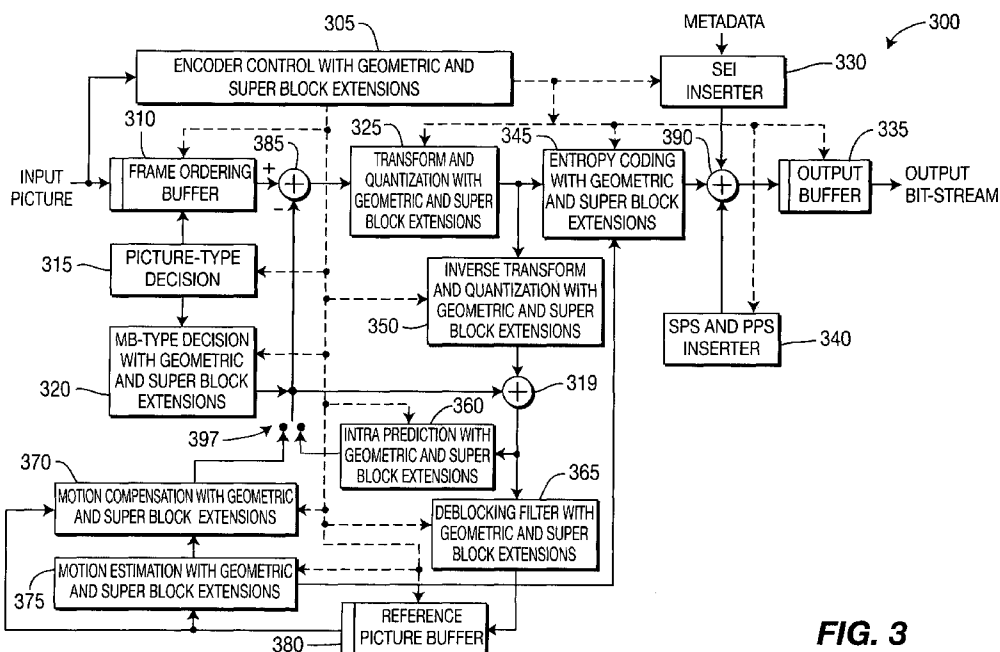 METADATA
300
305
ENCODER CONTROL WITH GEOMETRIC AND
SUPER BLOCK EXTENSIONS
SEI
INSERTER
330
310
385
325
345
390
335
INPUT
PICTURE
FRAME ORDERING
BUFFER
+
-
+
TRANSFORM AND
QUANTIZATION WITH
GEOMETRIC AND SUPER
BLOCK EXTENSIONS
ENTROPY CODING
WITH GEOMETRIC
AND SUPER BLOCK
EXTENSIONS
+
OUTPUT
BUFFER
OUTPUT
BIT-STREAM
315
PICTURE-TYPE
DECISION
INVERSE TRANSFORM
AND QUANTIZATION WITH
GEOMETRIC AND SUPER
BLOCK EXTENSIONS
350
SPS AND PPS
INSERTER
340
MB-TYPE DECISION
WITH GEOMETRIC
AND SUPER BLOCK
EXTENSIONS
320
+
319
397
360
INTRA PREDICTION WITH
GEOMETRIC AND SUPER
BLOCK EXTENSIONS
370
MOTION COMPENSATION WITH GEOMETRIC
AND SUPER BLOCK EXTENSIONS
365
DEBLOCKING FILTER WITH
GEOMETRIC AND SUPER
BLOCK EXTENSIONS
MOTION ESTIMATION WITH GEOMETRIC
AND SUPER BLOCK EXTENSIONS
375
REFERENCE
PICTURE BUFFER
380
FIG. 3